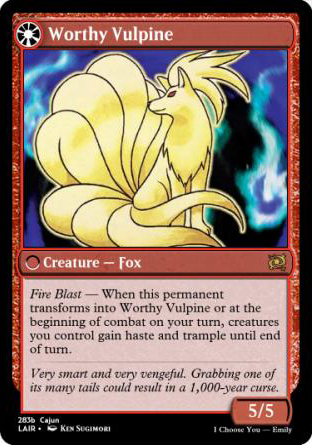 Worthy Vulpine
Creature — Fox
Fire Blast — When this permanent
transforms into Worthy Vulpine or at the
beginning of combat on your turn, creatures
you control gain haste and trample until end
of turn.
Very smart and very vengeful. Grabbing one
of its many tails could result in a 1,000-year curse.
5/5
283b Cajun
LAIR • Ken Sugimori
I Choose You — Emily